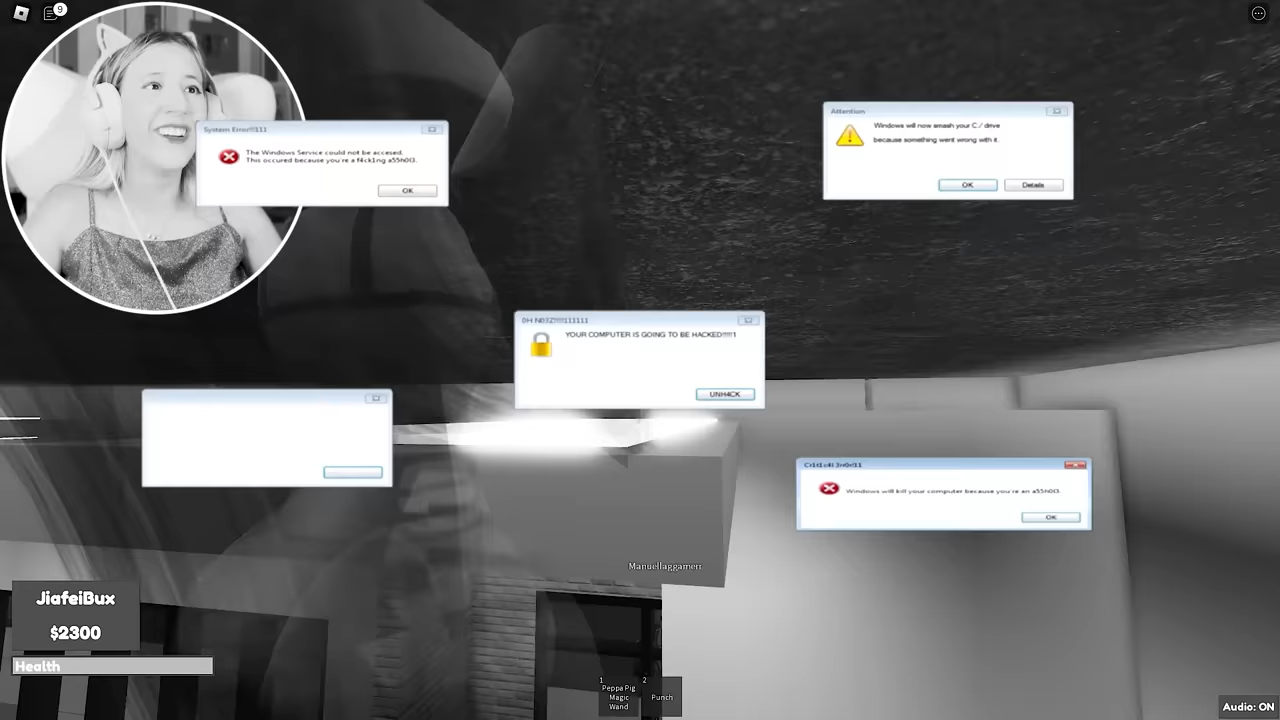 9
System Error!!!111
The Windows Service could not be accesed.
This occured because you're a f4ck1ng a55h0l3.
OK
Attention
Windows will now smash your C:/ drive
because something went wrong with it.
OK
Details
0H N03Z!!!!!111111
YOUR COMPUTER IS GOING TO BE HACKED!!!!!1
UNH4CK
Windows will kill your computer because you're an a55h0l3.
OK
Manuellaggamerr
JiafeiBux
$2300
Health
1
Peppa Pig
Magic
Wand
2
Punch
Audio: ON